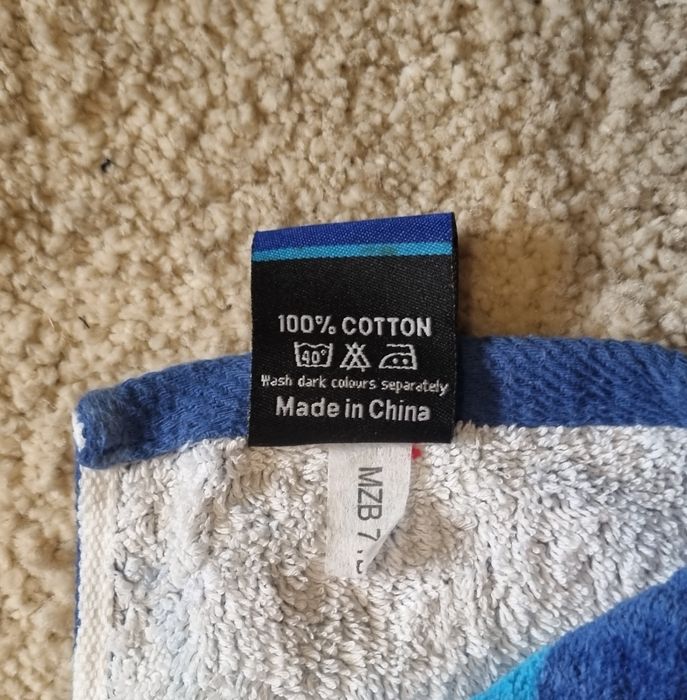 100% COTTON
40°
Wash dark colours separately
Made in China
MZB 7